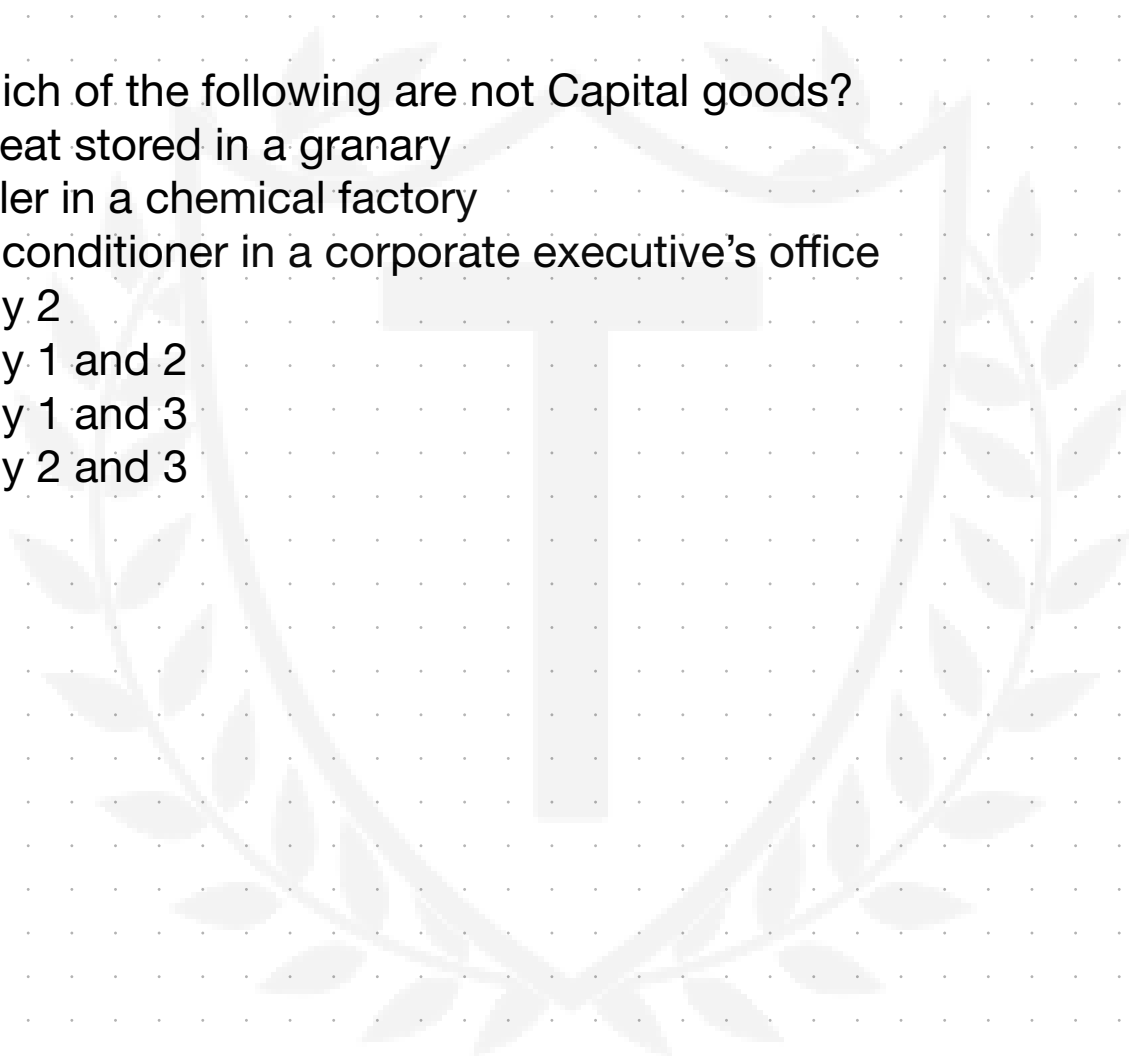 ich of the following are not Capital goods?
eat stored in a granary
ler in a chemical factory
conditioner in a corporate executive’s office
y 2
y 1 and 2
y 1 and 3
y 2 and 3